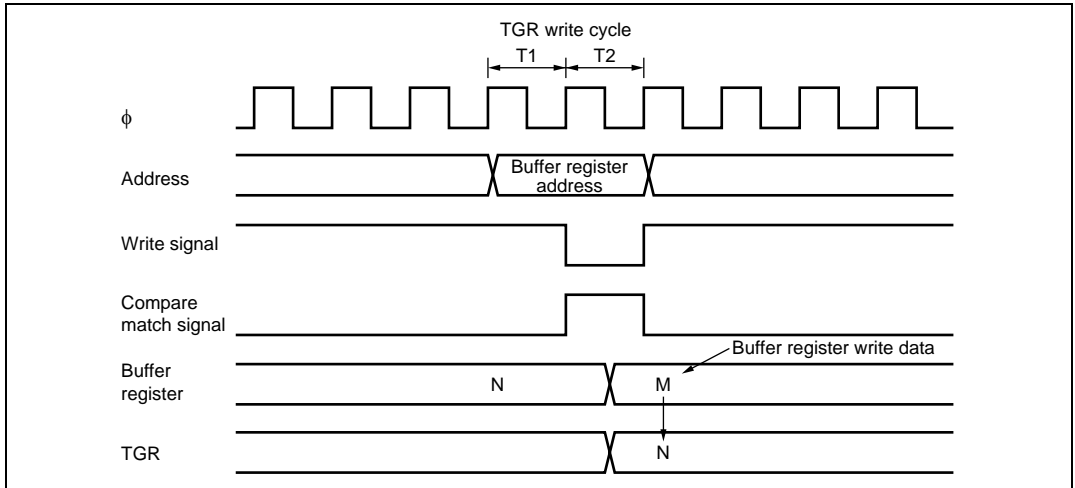 TGR write cycle
T1 T2
ϕ
Address
Buffer register
address
Write signal
Compare
match signal
Buffer register write data
Buffer
register
N M
TGR
N